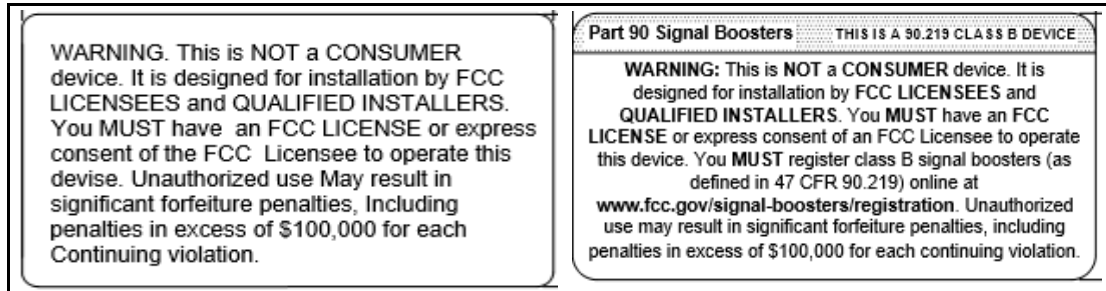 WARNING. This is NOT a CONSUMER
device. It is designed for installation by FCC
LICENSEES and QUALIFIED INSTALLERS.
You MUST have an FCC LICENSE or express
consent of the FCC Licensee to operate this
devise. Unauthorized use May result in
significant forfeiture penalties, Including
penalties in excess of $100,000 for each
Continuing violation.
Part 90 Signal Boosters THIS IS A 90.219 CLASS B DEVICE
WARNING: This is NOT a CONSUMER device. It is
designed for installation by FCC LICENSEES and
QUALIFIED INSTALLERS. You MUST have an FCC
LICENSE or express consent of an FCC Licensee to operate
this device. You MUST register class B signal boosters (as
defined in 47 CFR 90.219) online at
www.fcc.gov/signal-boosters/registration. Unauthorized
use may result in significant forfeiture penalties, including
penalties in excess of $100,000 for each continuing violation.